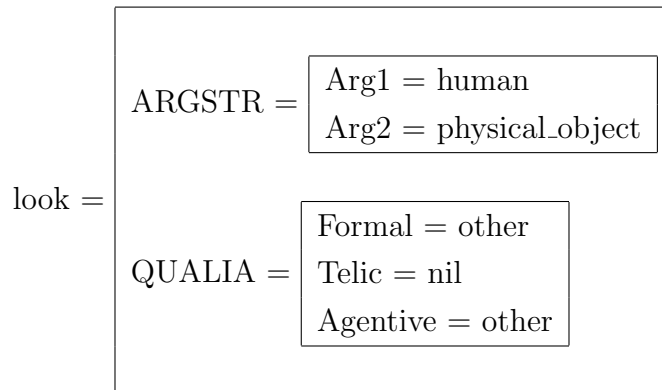 look =
ARGSTR =
Arg1 = human
Arg2 = physical_object
QUALIA =
Formal = other
Telic = nil
Agentive = other